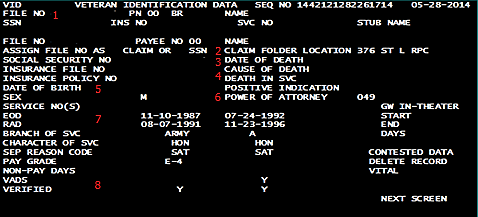 VID VETERAN IDENTIFICATION DATA SEQ NO 1442121282261714 05-28-2014
FILE NO 1 PN 00 BR NAME
SSN INS NO SVC NO STUB NAME
FILE NO PAYEE NO 00 NAME
ASSIGN FILE NO AS CLAIM OR SSN 2 CLAIM FOLDER LOCATION 376 ST L RPC
SOCIAL SECURITY NO 3 DATE OF DEATH
INSURANCE FILE NO CAUSE OF DEATH
INSURANCE POLICY NO 4 DEATH IN SVC
DATE OF BIRTH 5 POSITIVE INDICATION
SEX M 6 POWER OF ATTORNEY 049
SERVICE NO(S) GW IN-THEATER
EOD 7 11-10-1987 07-24-1992 START
RAD 08-07-1991 11-23-1996 END
BRANCH OF SVC ARMY A DAYS
CHARACTER OF SVC HON HON
SEP REASON CODE SAT SAT CONTESTED DATA
PAY GRADE E-4 DELETE RECORD
NON-PAY DAYS VITAL
VADS 8 Y
VERIFIED Y Y
NEXT SCREEN